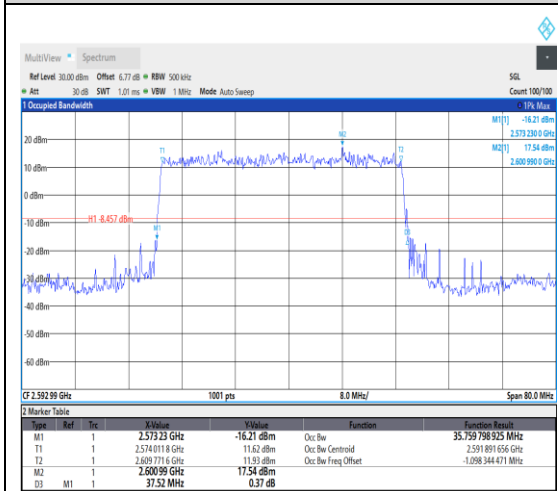 MultiView Spectrum
Ref Level 30.00 dBm Offset 6.77 dB RBW 500 kHz SGL
Att 30 dB SWT 1.01 ms VBW 1 MHz Mode Auto Sweep Count 100/100
1 Occupied Bandwidth 1Pk Max
M1[1] -16.21 dBm
2.573 230 0 GHz
M2[1] 17.54 dBm
2.600 990 0 GHz
M2
T1
T2
20 dBm
10 dBm
0 dBm
H1 -8.457 dBm
-10 dBm
M1
D3
-20 dBm
-30 dBm
-40 dBm
-50 dBm
-60 dBm
CF 2.592 99 GHz 1001 pts 8.0 MHz/ Span 80.0 MHz
2 Marker Table
Type Ref Trc X-Value Y-Value Function Function Result
M1 1 2.573 23 GHz -16.21 dBm Occ Bw 35.759 798 925 MHz
T1 1 2.574 011 8 GHz 11.62 dBm Occ Bw Centroid 2.591 891 656 GHz
T2 1 2.609 771 6 GHz 11.93 dBm Occ Bw Freq Offset -1.098 344 471 MHz
M2 1 2.600 99 GHz 17.54 dBm
D3 M1 1 37.52 MHz 0.37 dB